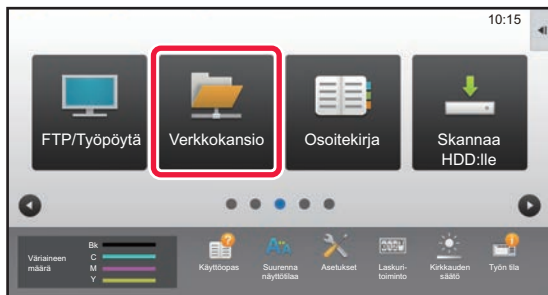 10:15
FTP/Työpöytä
Verkkokansio
Osoitekirja
Skannaa
HDD:lle
Väriaineen
määrä
Bk
C
M
Y
Käyttöopas
Suurenna
näyttötilaa
Asetukset
Laskuri-
toiminto
Kirkkauden
säätö
Työn tila